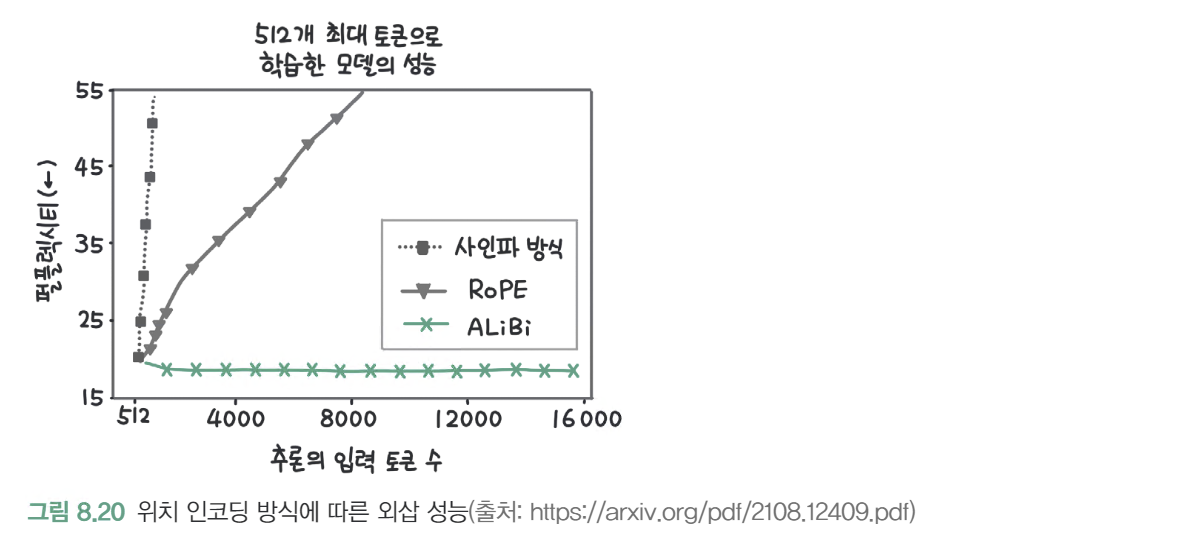 512개 최대 토큰으로
학습한 모델의 성능
55
45
35
25
15
퍼플렉시티(←)
사인파 방식
RoPE
ALiBi
512 4000 8000 12000 16000
추론의 입력 토큰 수
그림 8.20 위치 인코딩 방식에 따른 외삽 성능(출처: https://arxiv.org/pdf/2108.12409.pdf)